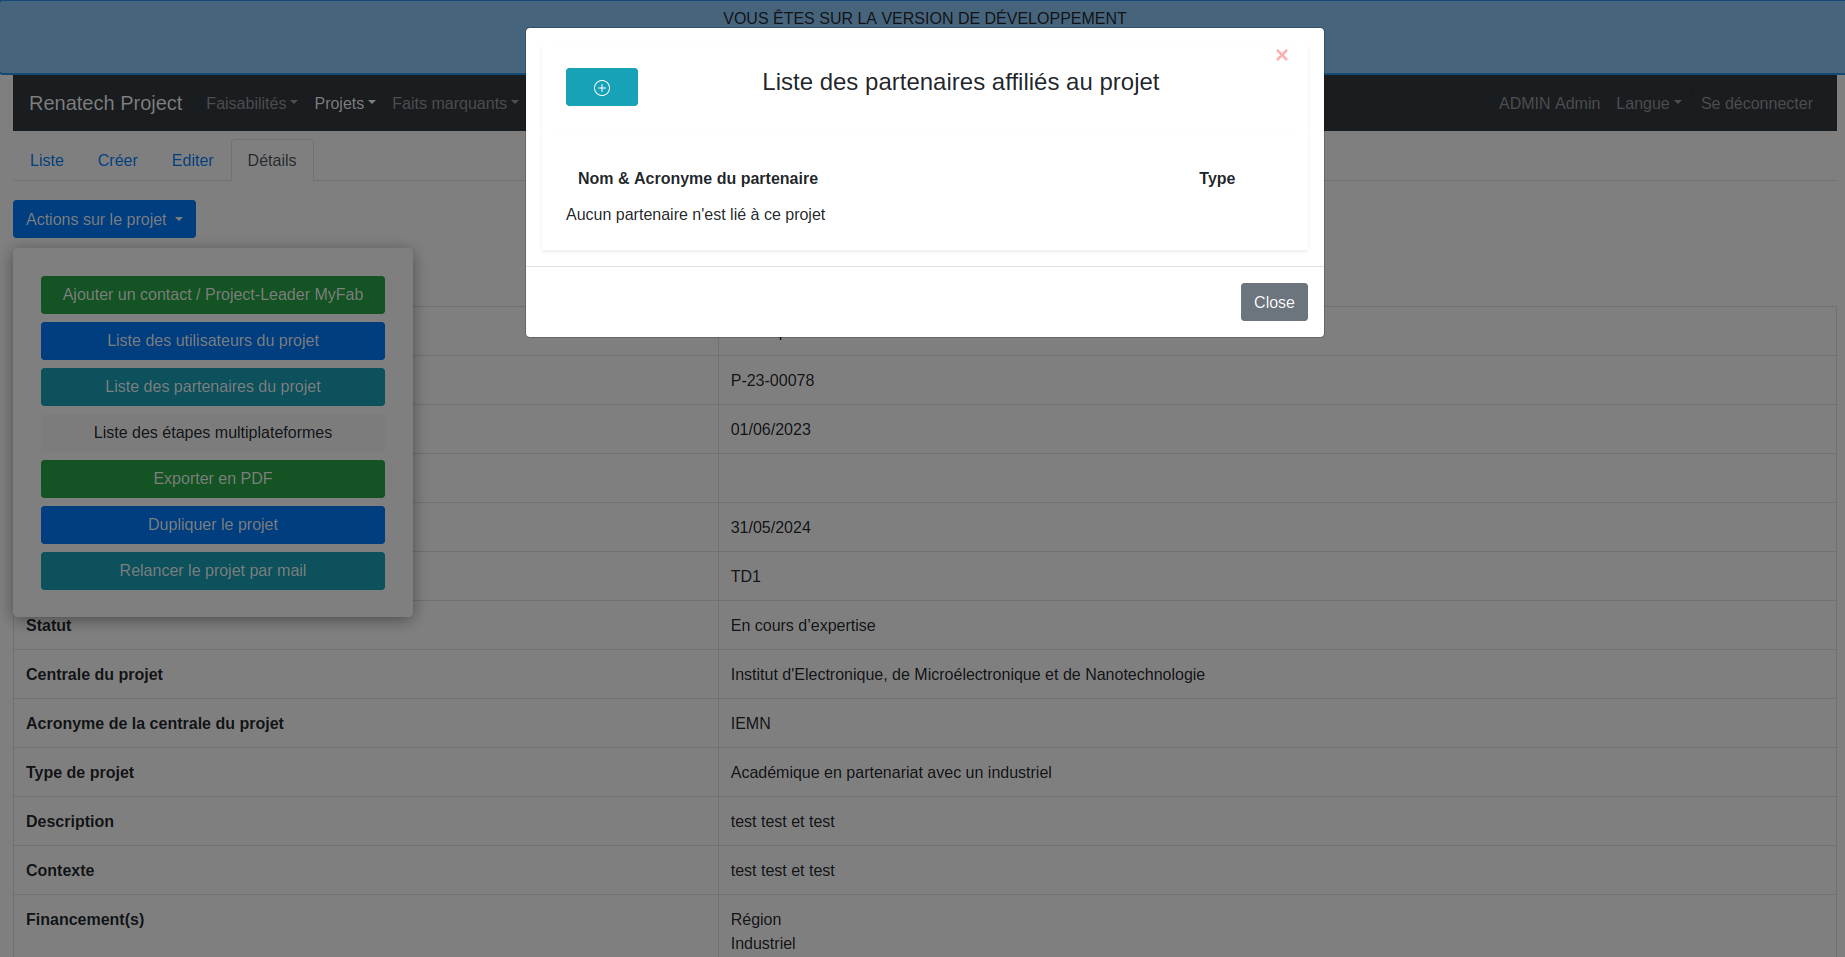 VOUS ÊTES SUR LA VERSION DE DÉVELOPPEMENT
Renatech Project Faisabilités Projets Faits marquants ADMIN Admin Langue Se déconnecter
Liste Créer Editer Détails
Actions sur le projet
Ajouter un contact / Project-Leader MyFab
Liste des utilisateurs du projet
Liste des partenaires du projet
Liste des étapes multiplateformes
Exporter en PDF
Dupliquer le projet
Relancer le projet par mail
Liste des partenaires affiliés au projet
Nom & Acronyme du partenaire Type
Aucun partenaire n'est lié à ce projet
Close
P-23-00078
01/06/2023
31/05/2024
TD1
Statut En cours d’expertise
Centrale du projet Institut d'Electronique, de Microélectronique et de Nanotechnologie
Acronyme de la centrale du projet IEMN
Type de projet Académique en partenariat avec un industriel
Description test test et test
Contexte test test et test
Financement(s) Région
Industriel